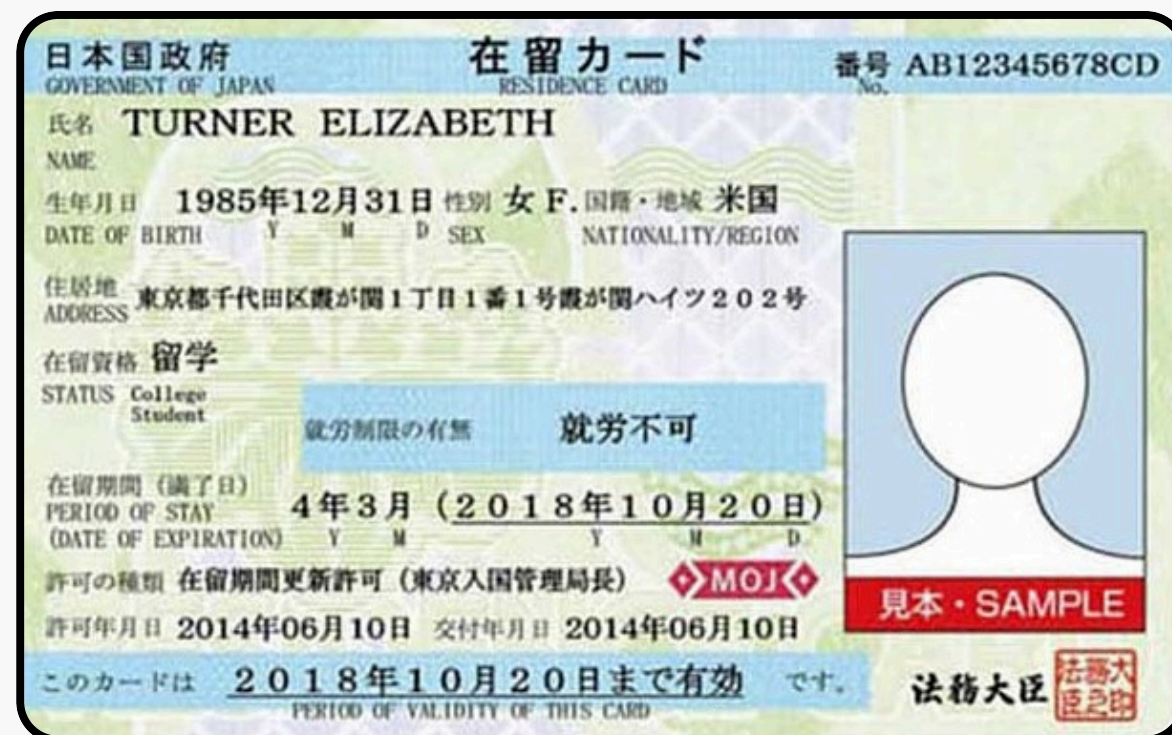 日本国政府 在留カード 番号 AB12345678CD
GOVERNMENT OF JAPAN RESIDENCE CARD No.
氏名 TURNER ELIZABETH
NAME
生年月日 1985年12月31日 性別 女 F. 国籍・地域 米国
DATE OF BIRTH Y M D SEX NATIONALITY/REGION
住居地 東京都千代田区霞が関1丁目1番1号霞が関ハイツ202号
ADDRESS
在留資格 留学
STATUS College
Student
就労制限の有無 就労不可
在留期間(満了日) 4年3月(2018年10月20日)
PERIOD OF STAY
(DATE OF EXPIRATION) Y M Y M D
許可の種類 在留期間更新許可(東京入国管理局長) MOJ
見本・SAMPLE
許可年月日 2014年06月10日 交付年月日 2014年06月10日
このカードは 2018年10月20日まで有効 です。
PERIOD OF VALIDITY OF THIS CARD
法務大臣 法務大臣之印